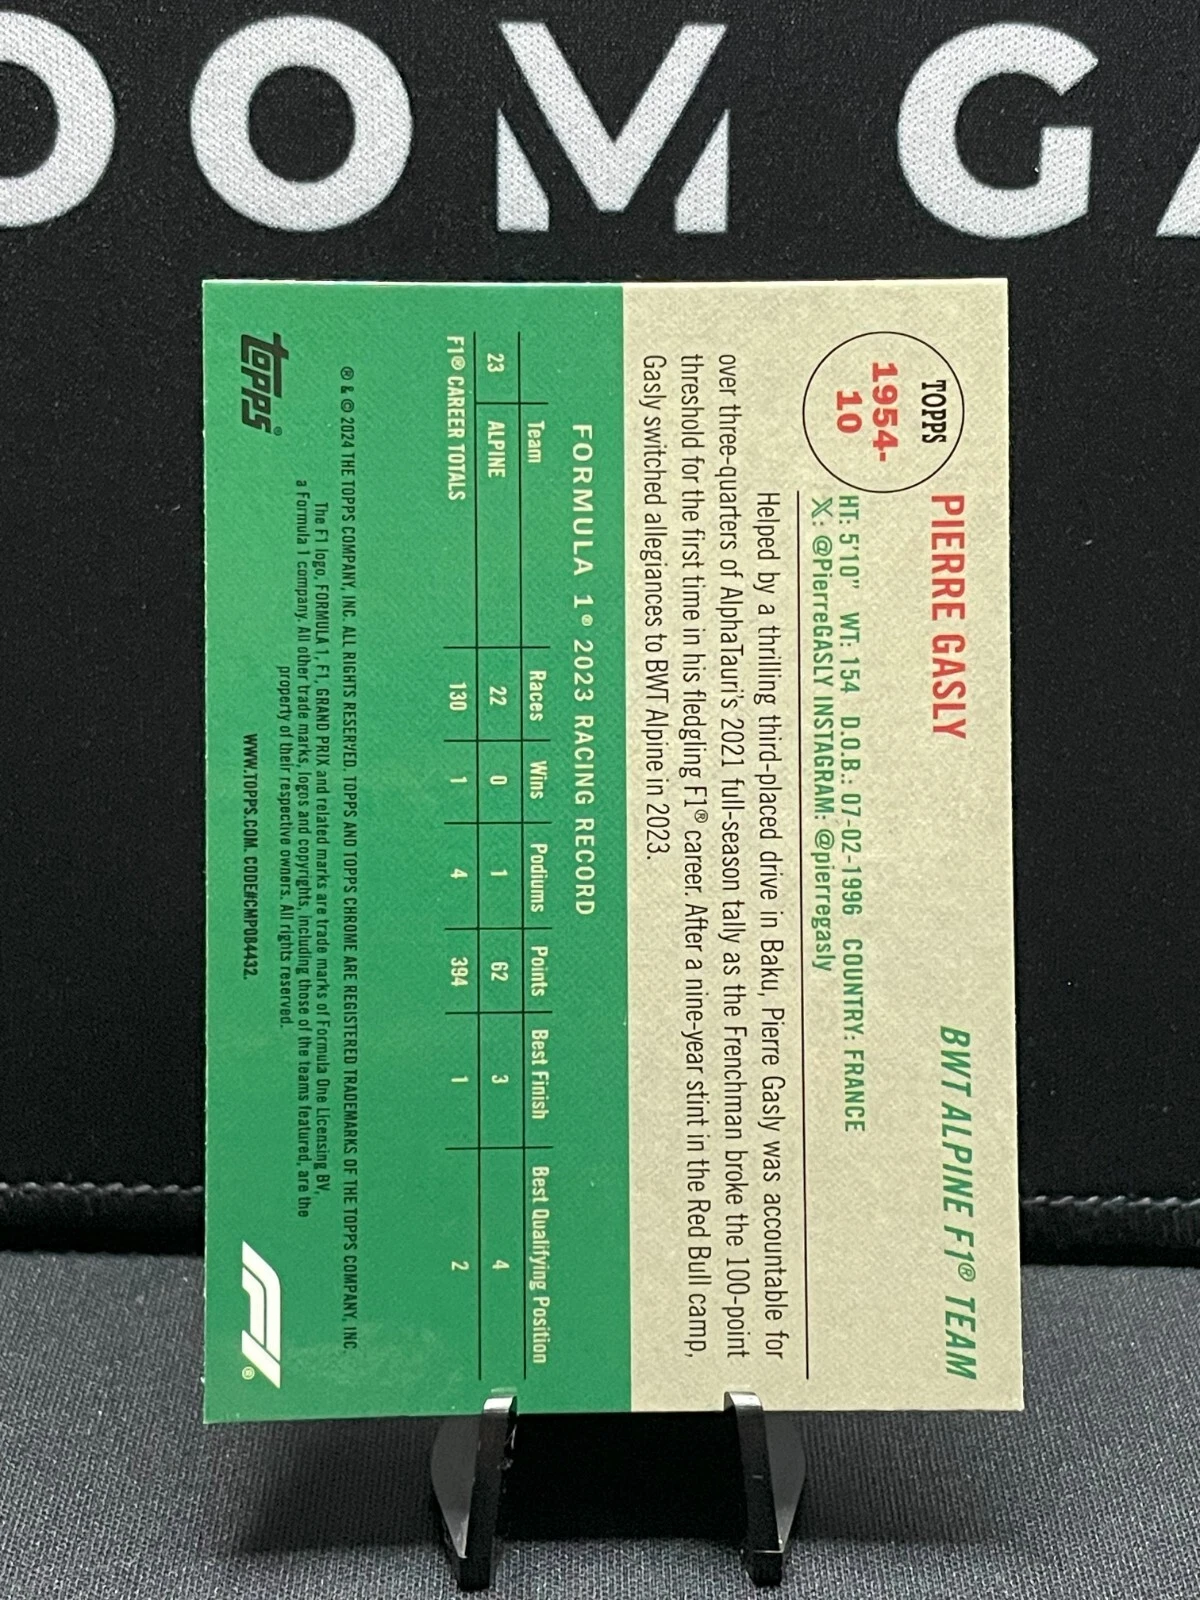 OOM GA
TOPPS
1954-
10
PIERRE GASLY
BWT ALPINE F1® TEAM
HT: 5'10" WT: 154 D.O.B.: 07-02-1996 COUNTRY: FRANCE
X: @PierreGASLY INSTAGRAM: @pierregasly
Helped by a thrilling third-placed drive in Baku, Pierre Gasly was accountable for
over three-quarters of AlphaTauri's 2021 full-season tally as the Frenchman broke the 100-point
threshold for the first time in his fledgling F1® career. After a nine-year stint in the Red Bull camp,
Gasly switched allegiances to BWT Alpine in 2023.
FORMULA 1® 2023 RACING RECORD
Team Races Wins Podiums Points Best Finish Best Qualifying Position
23 ALPINE 22 0 1 62 3 4
F1® CAREER TOTALS 130 1 4 394 1 2
® & © 2024 THE TOPPS COMPANY, INC. ALL RIGHTS RESERVED. TOPPS AND TOPPS CHROME ARE REGISTERED TRADEMARKS OF THE TOPPS COMPANY, INC.
The F1 logo, FORMULA 1, F1, GRAND PRIX and related marks are trade marks of Formula One Licensing BV,
a Formula 1 company. All other trade marks, logos and copyrights, including those of the teams featured, are the
property of their respective owners. All rights reserved.
WWW.TOPPS.COM. CODE#CMP084432.
Topps®
F1®